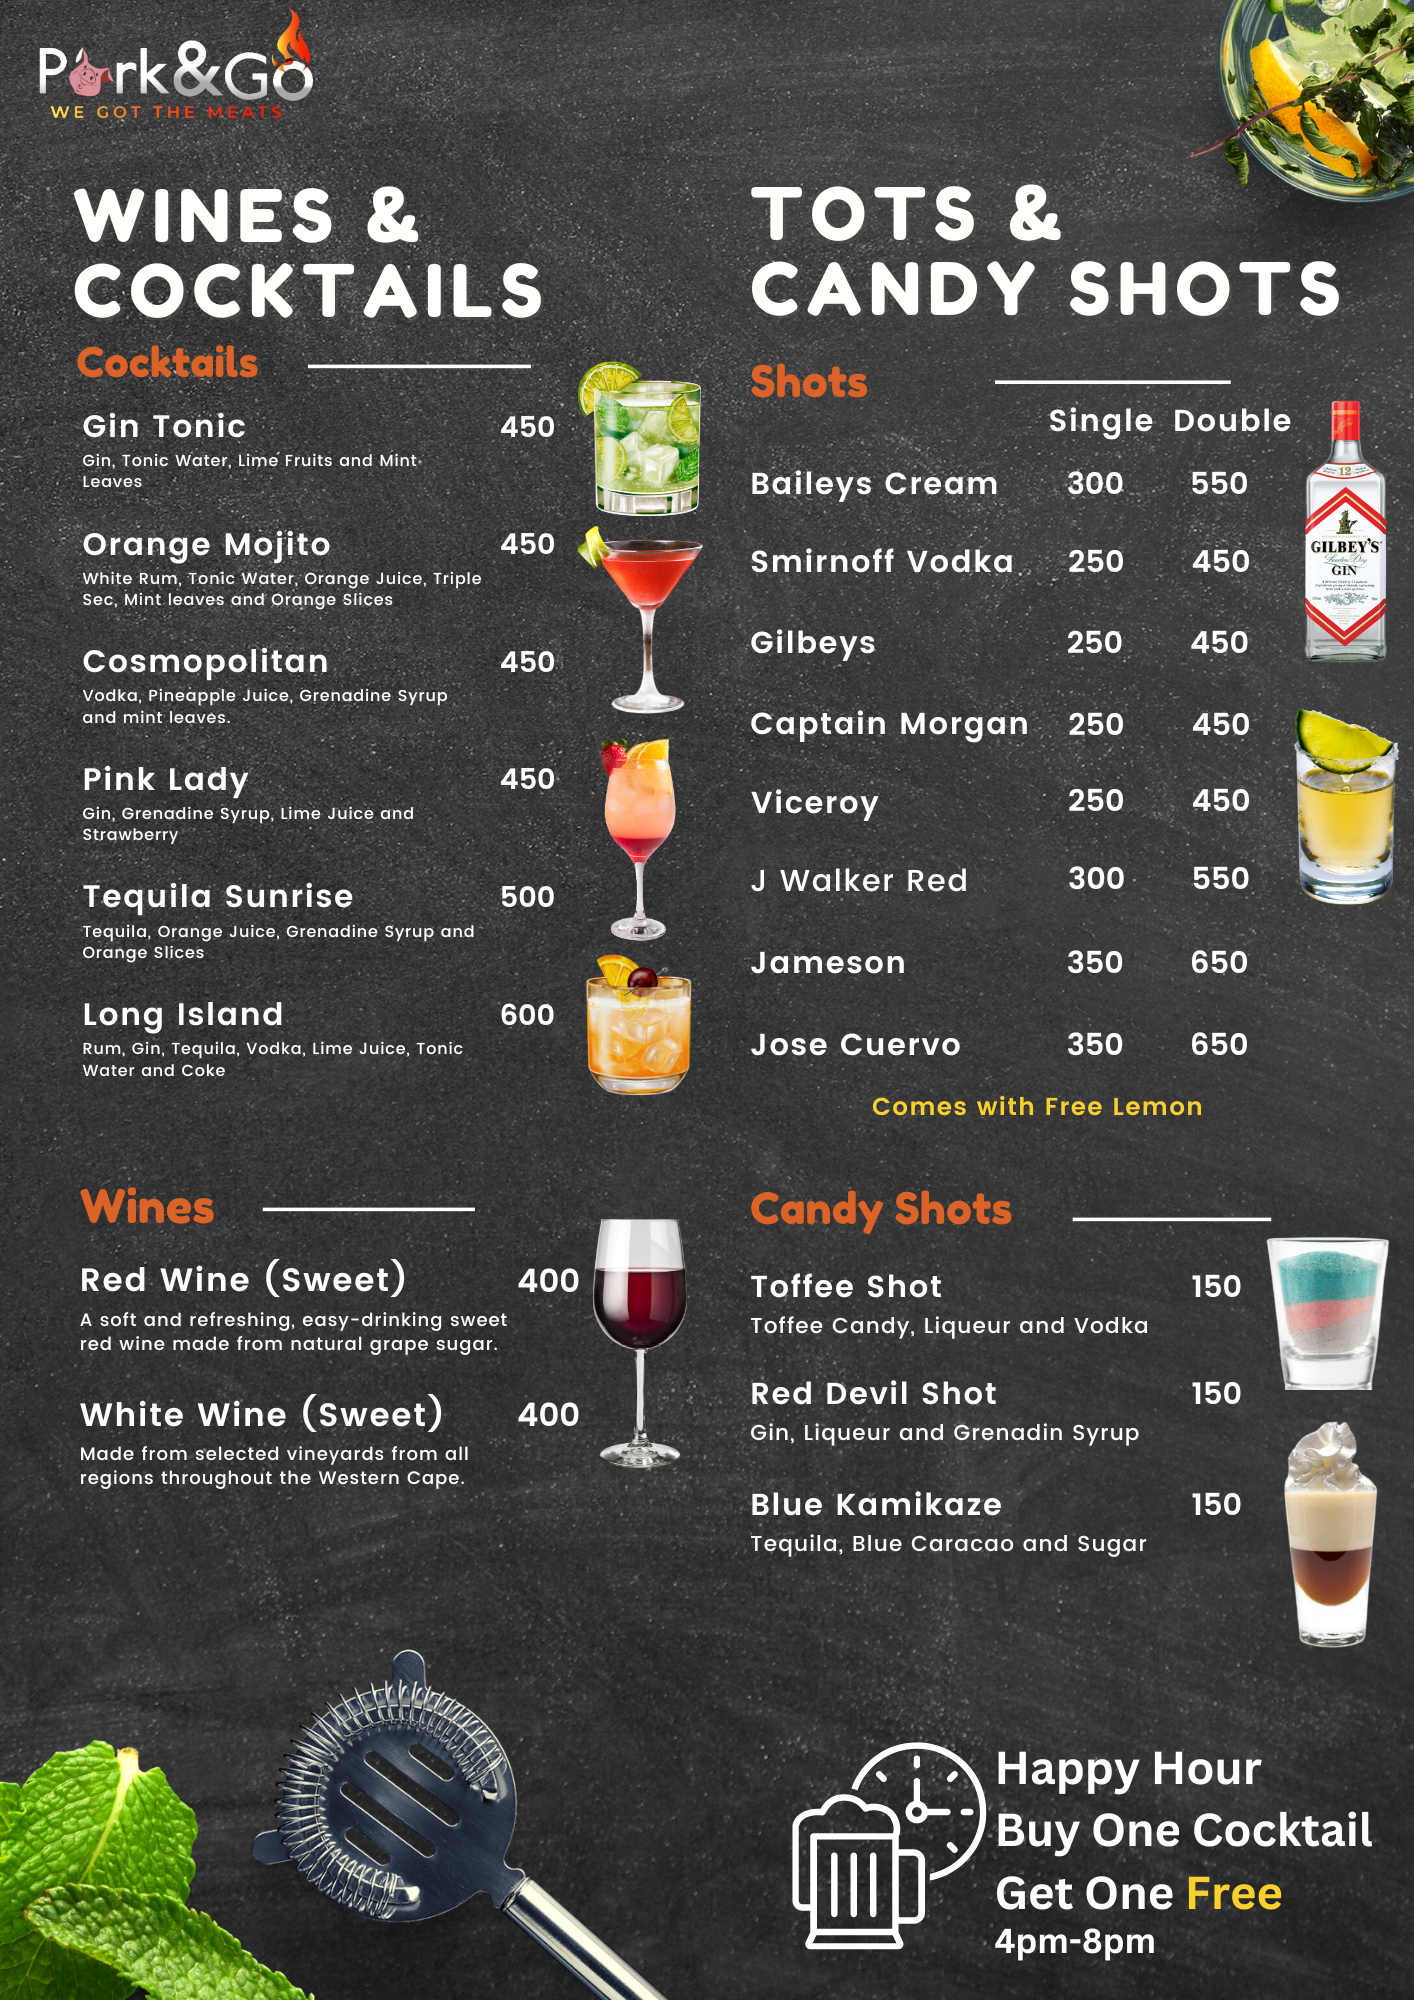 Pork&Go
WE GOT THE MEATS
WINES &
COCKTAILS
Cocktails
Gin Tonic 450
Gin, Tonic Water, Lime Fruits and Mint
Leaves
Orange Mojito 450
White Rum, Tonic Water, Orange Juice, Triple
Sec, Mint leaves and Orange Slices
Cosmopolitan 450
Vodka, Pineapple Juice, Grenadine Syrup
and mint leaves.
Pink Lady 450
Gin, Grenadine Syrup, Lime Juice and
Strawberry
Tequila Sunrise 500
Tequila, Orange Juice, Grenadine Syrup and
Orange Slices
Long Island 600
Rum, Gin, Tequila, Vodka, Lime Juice, Tonic
Water and Coke
Wines
Red Wine (Sweet) 400
A soft and refreshing, easy-drinking sweet
red wine made from natural grape sugar.
White Wine (Sweet) 400
Made from selected vineyards from all
regions throughout the Western Cape.
TOTS &
CANDY SHOTS
Shots
Single Double
Baileys Cream 300 550
Smirnoff Vodka 250 450
Gilbeys 250 450
Captain Morgan 250 450
Viceroy 250 450
J Walker Red 300 550
Jameson 350 650
Jose Cuervo 350 650
Comes with Free Lemon
12
GILBEY'S
London Dry
GIN
Candy Shots
Toffee Shot 150
Toffee Candy, Liqueur and Vodka
Red Devil Shot 150
Gin, Liqueur and Grenadin Syrup
Blue Kamikaze 150
Tequila, Blue Caracao and Sugar
Happy Hour
Buy One Cocktail
Get One Free
4pm-8pm